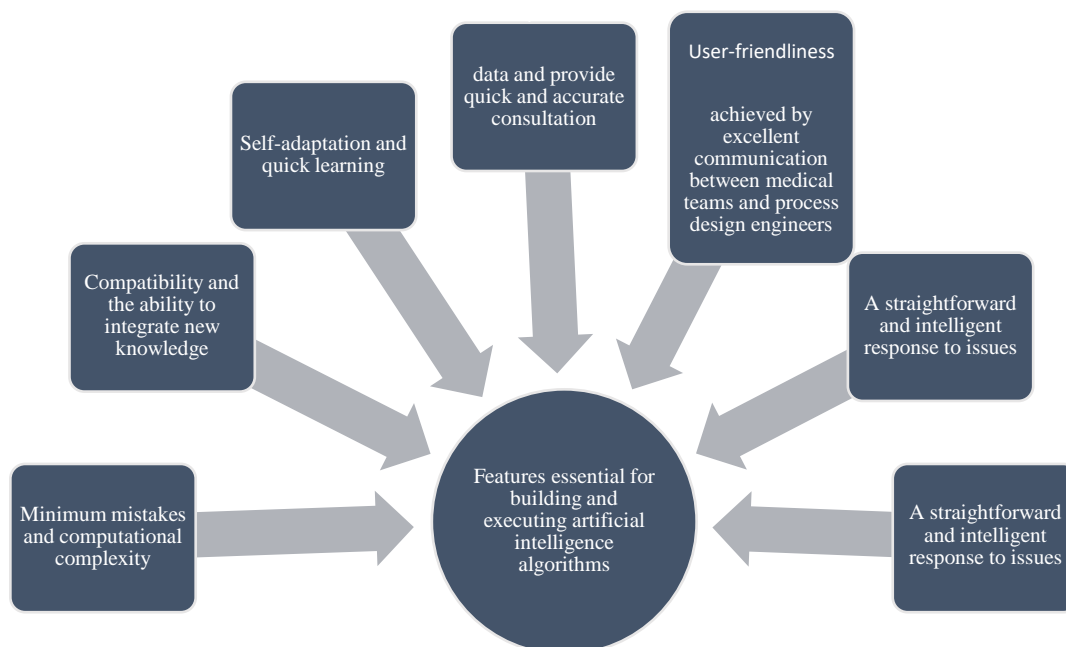 Minimum mistakes
and computational
complexity
Compatibility and
the ability to
integrate new
knowledge
Self-adaptation and
quick learning
data and provide
quick and accurate
consultation
User-friendliness
achieved by
excellent
communication
between medical
teams and process
design engineers
A straightforward
and intelligent
response to issues
A straightforward
and intelligent
response to issues
Features essential for
building and
executing artificial
intelligence
algorithms